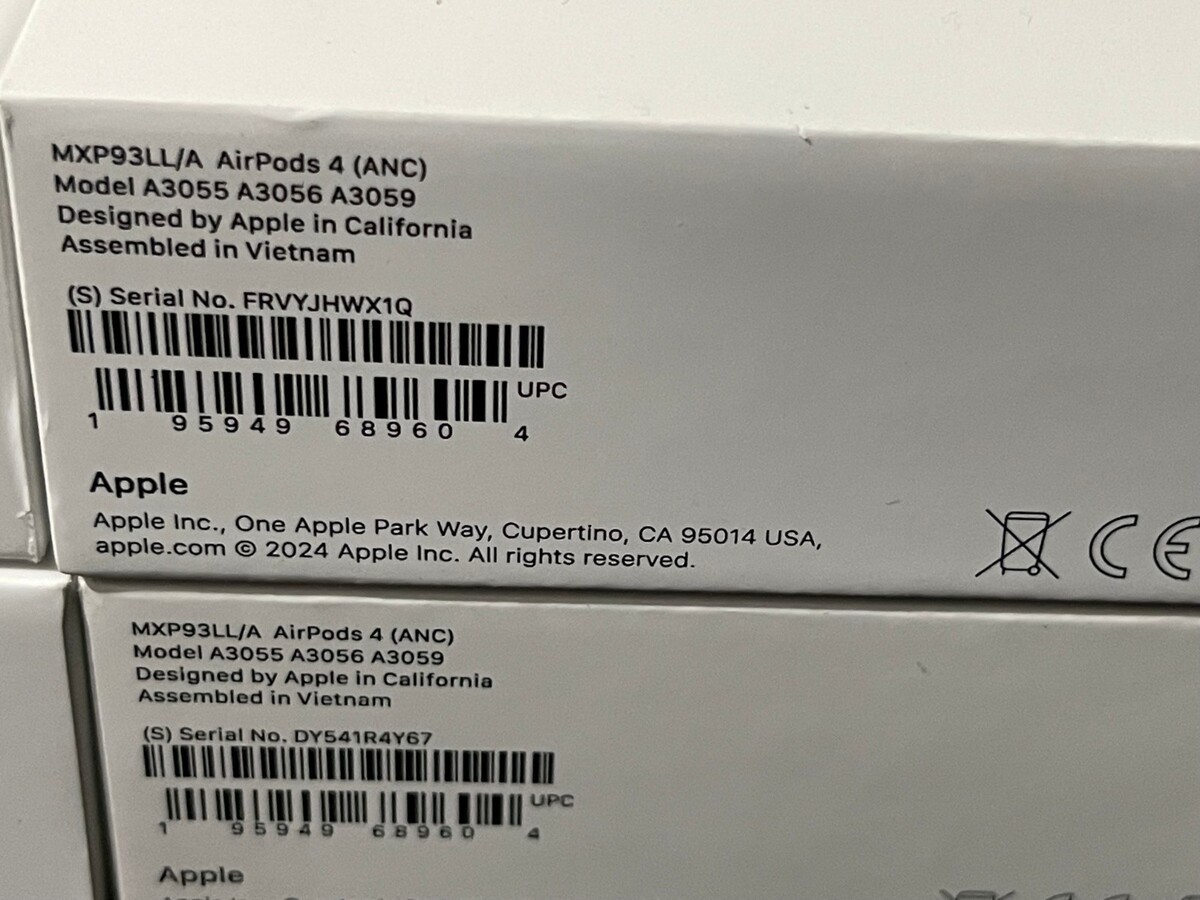 MXP93LL/A AirPods 4 (ANC)
Model A3055 A3056 A3059
Designed by Apple in California
Assembled in Vietnam
(S) Serial No. FRVYJHWX1Q
UPC
1 95949 68960 4
Apple
Apple Inc., One Apple Park Way, Cupertino, CA 95014 USA,
apple.com © 2024 Apple Inc. All rights reserved.
CE
MXP93LL/A AirPods 4 (ANC)
Model A3055 A3056 A3059
Designed by Apple in California
Assembled in Vietnam
(S) Serial No. DY541R4Y67
UPC
1 95949 68960 4
Apple